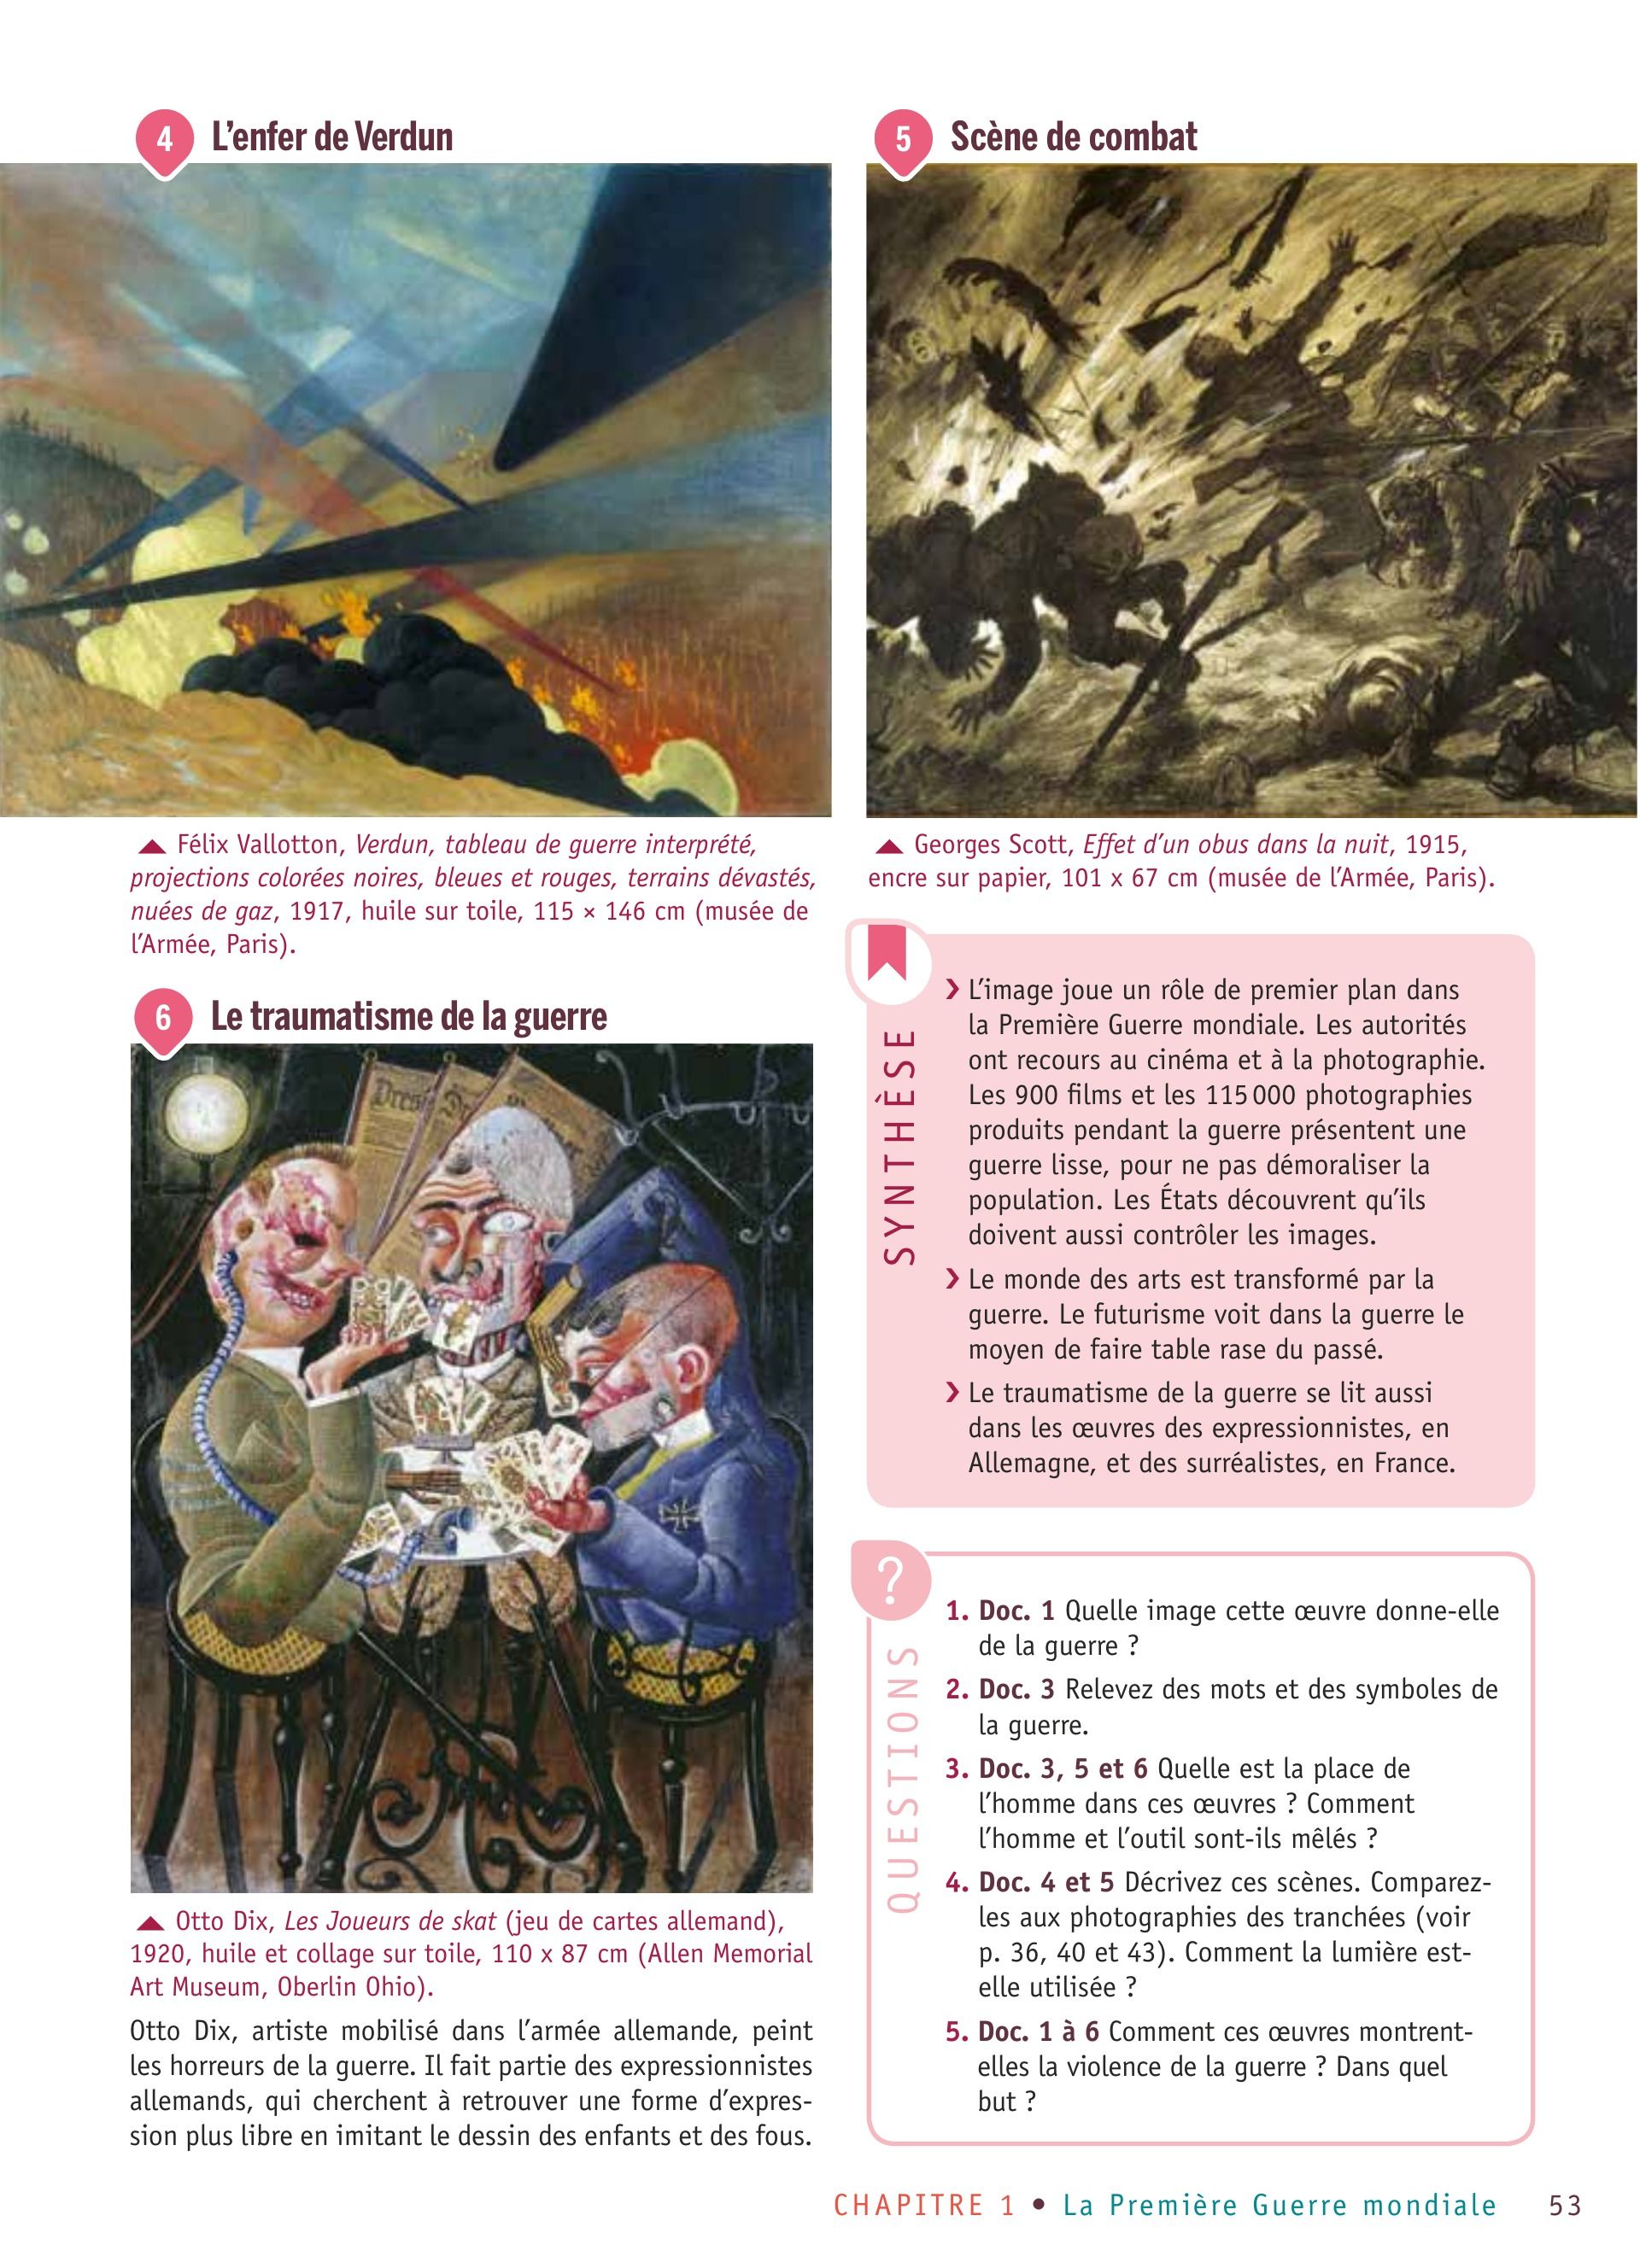 4 L’enfer de Verdun
▲ Félix Vallotton, Verdun, tableau de guerre interprété,
projections colorées noires, bleues et rouges, terrains dévastés,
nuées de gaz, 1917, huile sur toile, 115 × 146 cm (musée de
l’Armée, Paris).
5 Scène de combat
▲ Georges Scott, Effet d’un obus dans la nuit, 1915,
encre sur papier, 101 x 67 cm (musée de l’Armée, Paris).
6 Le traumatisme de la guerre
▲ Otto Dix, Les Joueurs de skat (jeu de cartes allemand),
1920, huile et collage sur toile, 110 x 87 cm (Allen Memorial
Art Museum, Oberlin Ohio).
Otto Dix, artiste mobilisé dans l’armée allemande, peint
les horreurs de la guerre. Il fait partie des expressionnistes
allemands, qui cherchent à retrouver une forme d’expres-
sion plus libre en imitant le dessin des enfants et des fous.
SYNTHÈSE
❯ L’image joue un rôle de premier plan dans
la Première Guerre mondiale. Les autorités
ont recours au cinéma et à la photographie.
Les 900 films et les 115 000 photographies
produits pendant la guerre présentent une
guerre lisse, pour ne pas démoraliser la
population. Les États découvrent qu’ils
doivent aussi contrôler les images.
❯ Le monde des arts est transformé par la
guerre. Le futurisme voit dans la guerre le
moyen de faire table rase du passé.
❯ Le traumatisme de la guerre se lit aussi
dans les œuvres des expressionnistes, en
Allemagne, et des surréalistes, en France.
?
QUESTIONS
1. Doc. 1 Quelle image cette œuvre donne-elle
de la guerre ?
2. Doc. 3 Relevez des mots et des symboles de
la guerre.
3. Doc. 3, 5 et 6 Quelle est la place de
l’homme dans ces œuvres ? Comment
l’homme et l’outil sont-ils mêlés ?
4. Doc. 4 et 5 Décrivez ces scènes. Comparez-
les aux photographies des tranchées (voir
p. 36, 40 et 43). Comment la lumière est-
elle utilisée ?
5. Doc. 1 à 6 Comment ces œuvres montrent-
elles la violence de la guerre ? Dans quel
but ?
CHAPITRE 1 • La Première Guerre mondiale 53